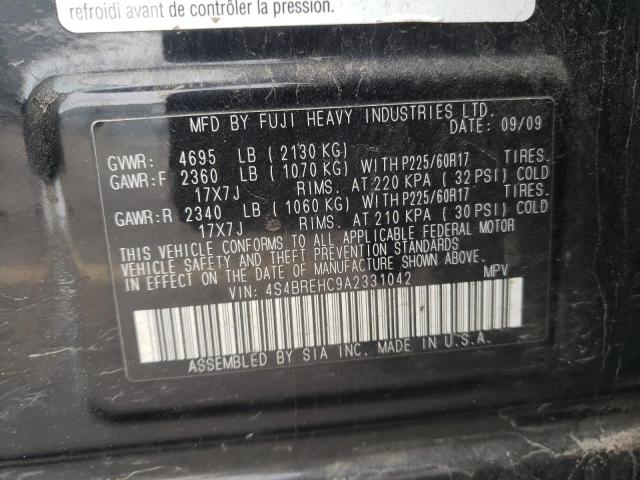 refroidi avant de contrôler la pression.
MFD BY FUJI HEAVY INDUSTRIES LTD.
DATE: 09/09
GVWR: 4695 LB (2130 KG)
GAWR:F 2360 LB (1070 KG) WITH P225/60R17 TIRES.
17X7J RIMS. AT 220 KPA (32 PSI) COLD
GAWR:R 2340 LB (1060 KG) WITH P225/60R17 TIRES.
17X7J RIMS. AT 210 KPA (30 PSI) COLD
THIS VEHICLE CONFORMS TO ALL APPLICABLE FEDERAL MOTOR
VEHICLE SAFETY AND THEFT PREVENTION STANDARDS
IN EFFECT ON THE DATE OF MANUFACTURE SHOWN ABOVE.
VIN: 4S4BREHC9A2331042 MPV
ASSEMBLED BY SIA INC. MADE IN U.S.A.